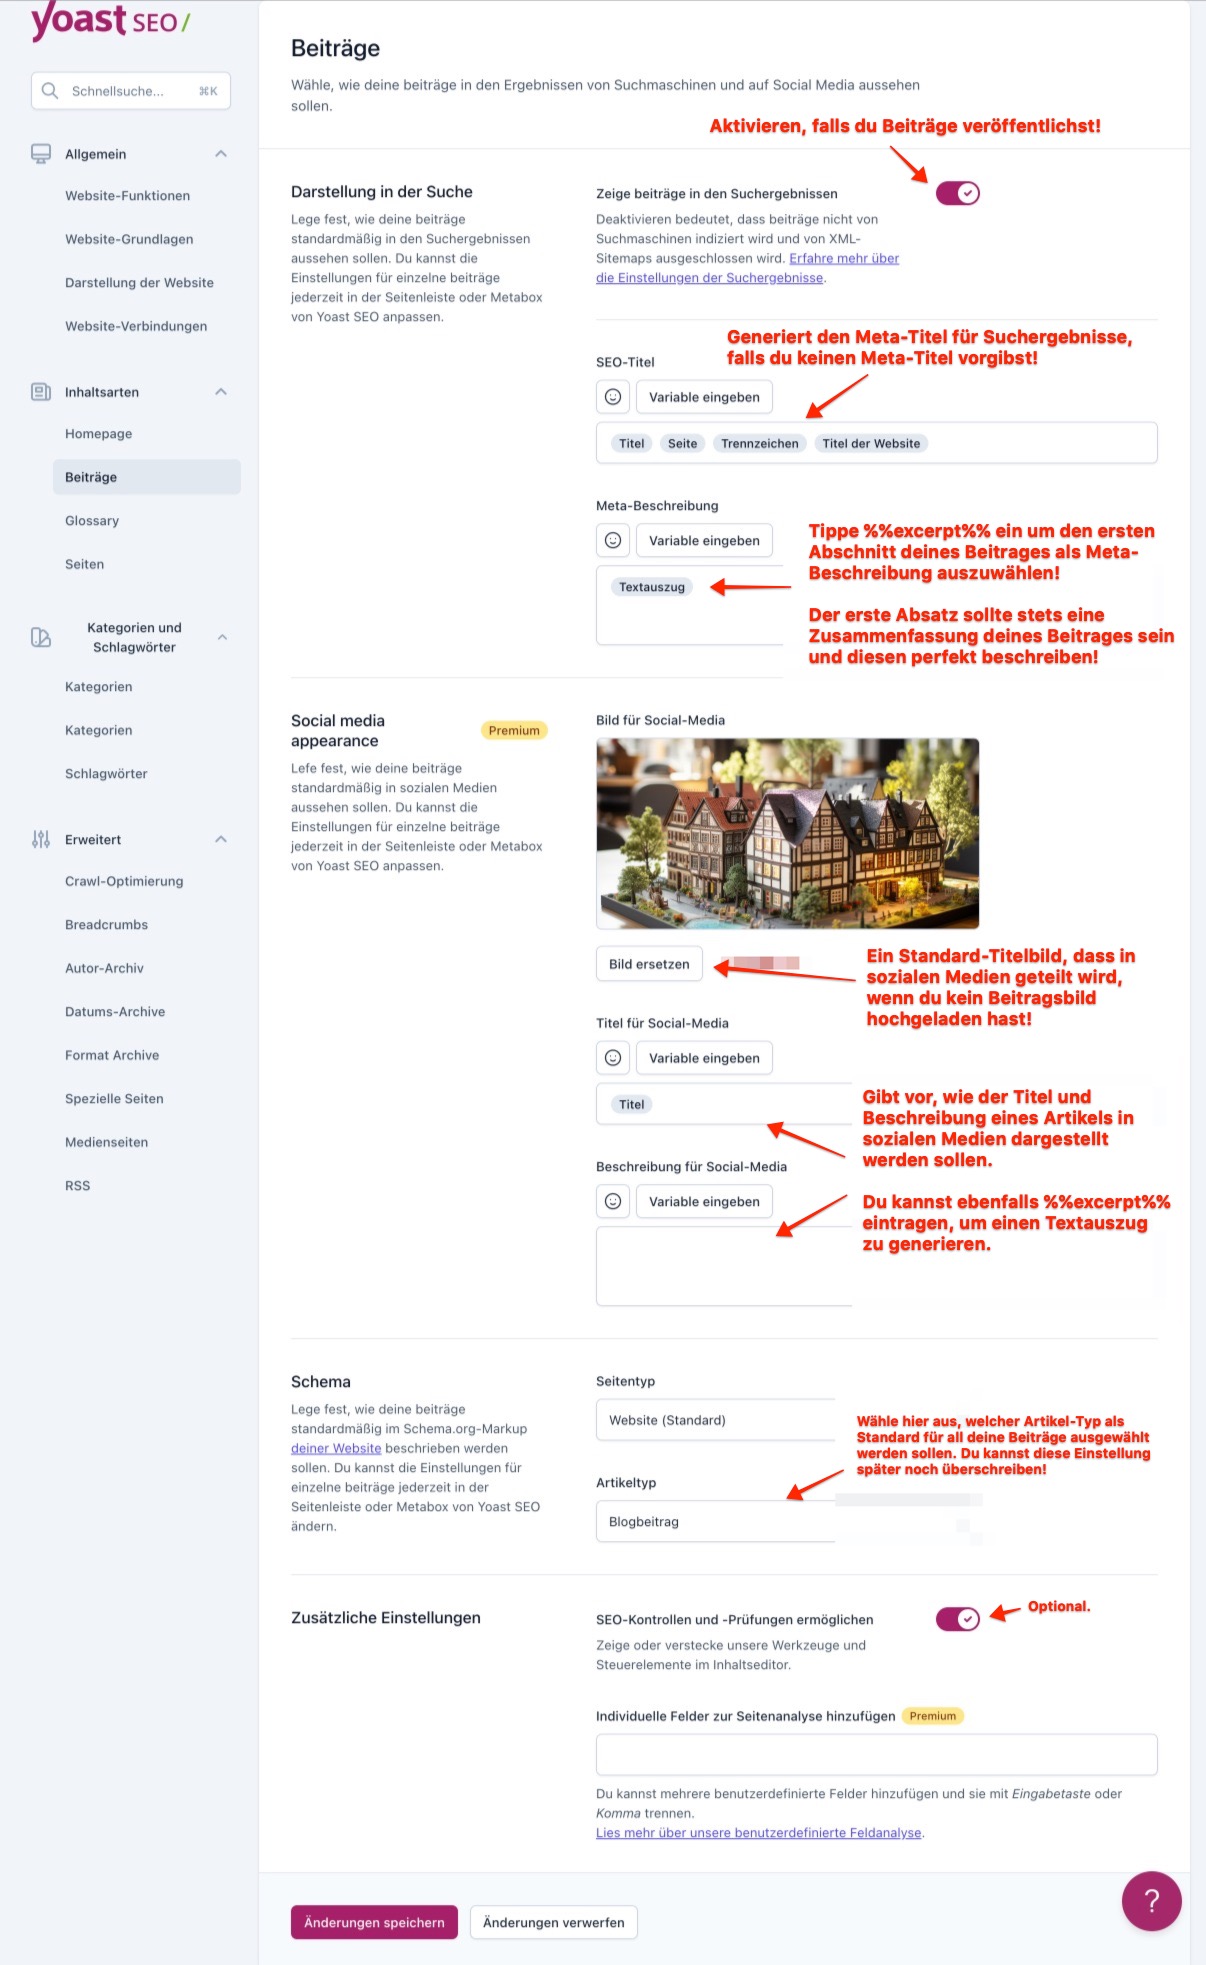 yoast SEO /
Schnellsuche... ⌘K
Allgemein
Website-Funktionen
Website-Grundlagen
Darstellung der Website
Website-Verbindungen
Inhaltsarten
Homepage
Beiträge
Glossary
Seiten
Kategorien und
Schlagwörter
Kategorien
Kategorien
Schlagwörter
Erweitert
Crawl-Optimierung
Breadcrumbs
Autor-Archiv
Datums-Archive
Format Archive
Spezielle Seiten
Medienseiten
RSS
Beiträge
Wähle, wie deine beiträge in den Ergebnissen von Suchmaschinen und auf Social Media aussehen
sollen.
Aktivieren, falls du Beiträge veröffentlichst!
Darstellung in der Suche
Lege fest, wie deine beiträge
standardmäßig in den Suchergebnissen
aussehen sollen. Du kannst die
Einstellungen für einzelne beiträge
jederzeit in der Seitenleiste oder Metabox
von Yoast SEO anpassen.
Zeige beiträge in den Suchergebnissen
Deaktivieren bedeutet, dass beiträge nicht von
Suchmaschinen indiziert wird und von XML-
Sitemaps ausgeschlossen wird. Erfahre mehr über
die Einstellungen der Suchergebnisse.
Generiert den Meta-Titel für Suchergebnisse,
falls du keinen Meta-Titel vorgibst!
SEO-Titel
Variable eingeben
Titel Seite Trennzeichen Titel der Website
Meta-Beschreibung
Variable eingeben
Textauszug
Tippe %%excerpt%% ein um den ersten
Abschnitt deines Beitrages als Meta-
Beschreibung auszuwählen!
Der erste Absatz sollte stets eine
Zusammenfassung deines Beitrages sein
und diesen perfekt beschreiben!
Social media
appearance
Premium
Lefe fest, wie deine beiträge
standardmäßig in sozialen Medien
aussehen sollen. Du kannst die
Einstellungen für einzelne beiträge
jederzeit in der Seitenleiste oder Metabox
von Yoast SEO anpassen.
Bild für Social-Media
Bild ersetzen
Ein Standard-Titelbild, dass in
sozialen Medien geteilt wird,
wenn du kein Beitragsbild
hochgeladen hast!
Titel für Social-Media
Variable eingeben
Titel
Gibt vor, wie der Titel und
Beschreibung eines Artikels in
sozialen Medien dargestellt
werden sollen.
Beschreibung für Social-Media
Variable eingeben
Du kannst ebenfalls %%excerpt%%
eintragen, um einen Textauszug
zu generieren.
Schema
Lege fest, wie deine beiträge
standardmäßig im Schema.org-Markup
deiner Website beschrieben werden
sollen. Du kannst die Einstellungen für
einzelne beiträge jederzeit in der
Seitenleiste oder Metabox von Yoast SEO
ändern.
Seitentyp
Website (Standard)
Wähle hier aus, welcher Artikel-Typ als
Standard für all deine Beiträge ausgewählt
werden sollen. Du kannst diese Einstellung
später noch überschreiben!
Artikeltyp
Blogbeitrag
Zusätzliche Einstellungen
SEO-Kontrollen und -Prüfungen ermöglichen
Optional.
Zeige oder verstecke unsere Werkzeuge und
Steuerelemente im Inhaltseditor.
Individuelle Felder zur Seitenanalyse hinzufügen Premium
Du kannst mehrere benutzerdefinierte Felder hinzufügen und sie mit Eingabetaste oder
Komma trennen.
Lies mehr über unsere benutzerdefinierte Feldanalyse.
Änderungen speichern
Änderungen verwerfen
?